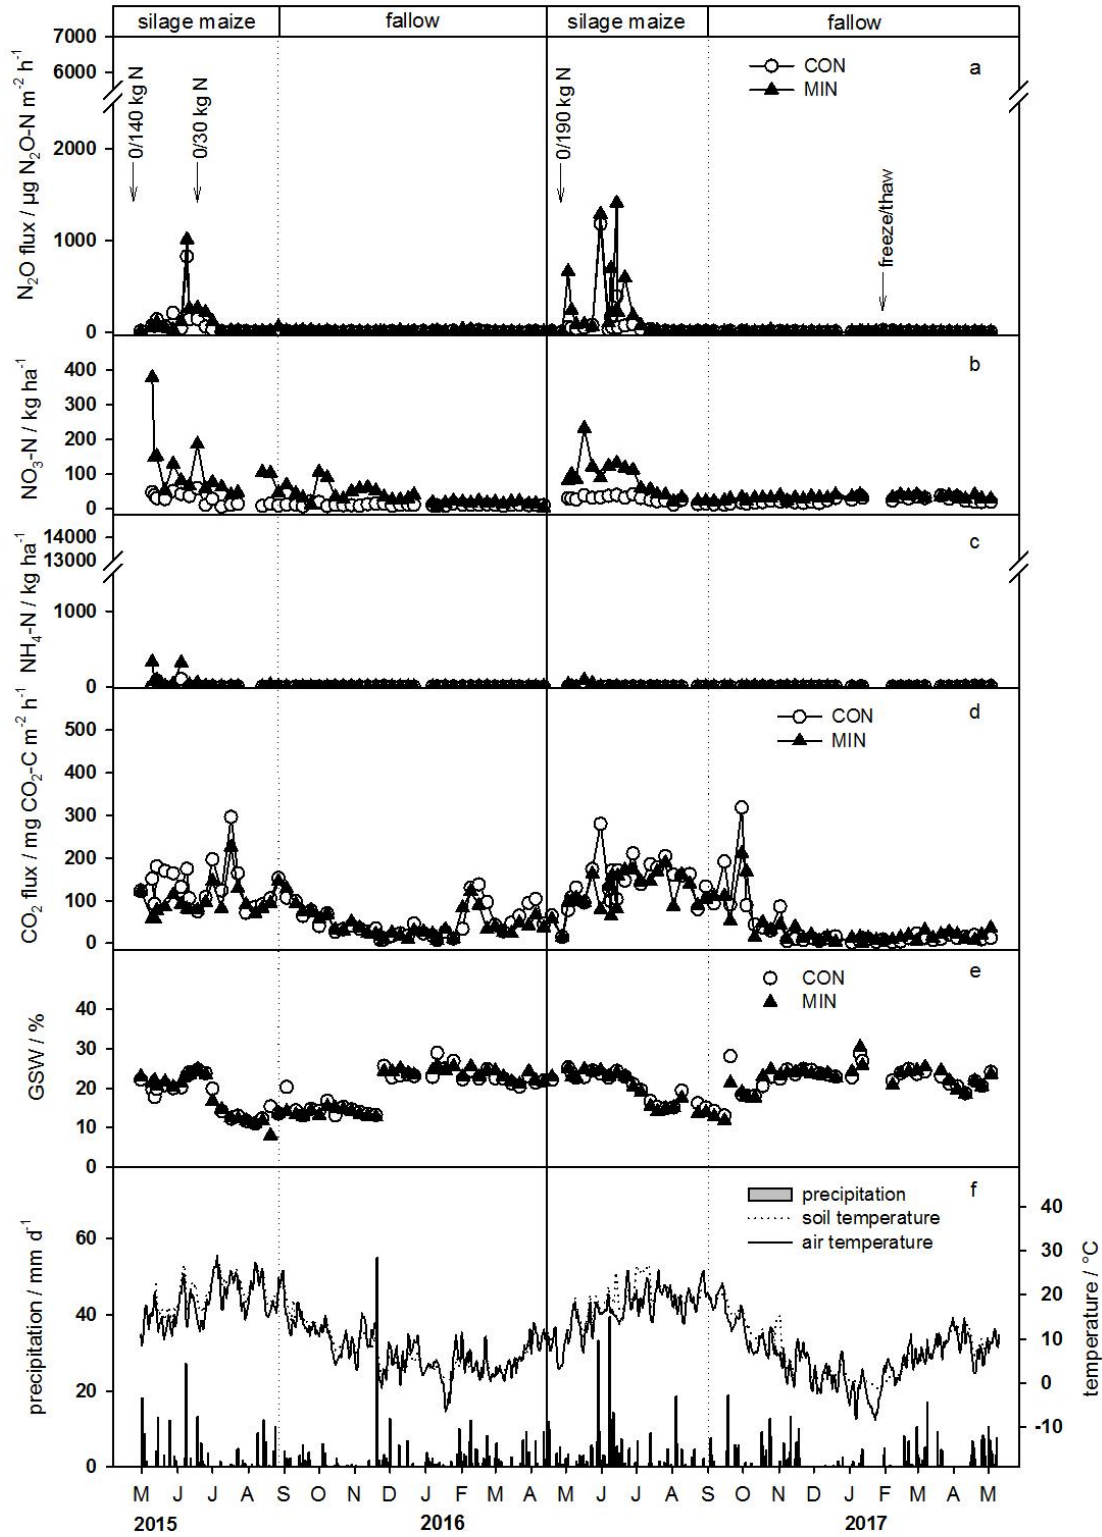 silage maize fallow silage maize fallow
7000
6000
2000
1000
0
N₂O flux / µg N₂O-N m⁻² h⁻¹
0/140 kg N
0/30 kg N
0/190 kg N
freeze/thaw
CON
MIN
a
400
300
200
100
0
NO₃-N / kg ha⁻¹
b
14000
13000
1000
0
NH₄-N / kg ha⁻¹
c
500
400
300
200
100
0
CO₂ flux / mg CO₂-C m⁻² h⁻¹
CON
MIN
d
40
30
20
10
0
GSW / %
CON
MIN
e
60
40
20
0
precipitation / mm d⁻¹
precipitation
soil temperature
air temperature
f
40
30
20
10
0
-10
temperature / °C
M J J A S O N D J F M A M J J A S O N D J F M A M
2015 2016 2017